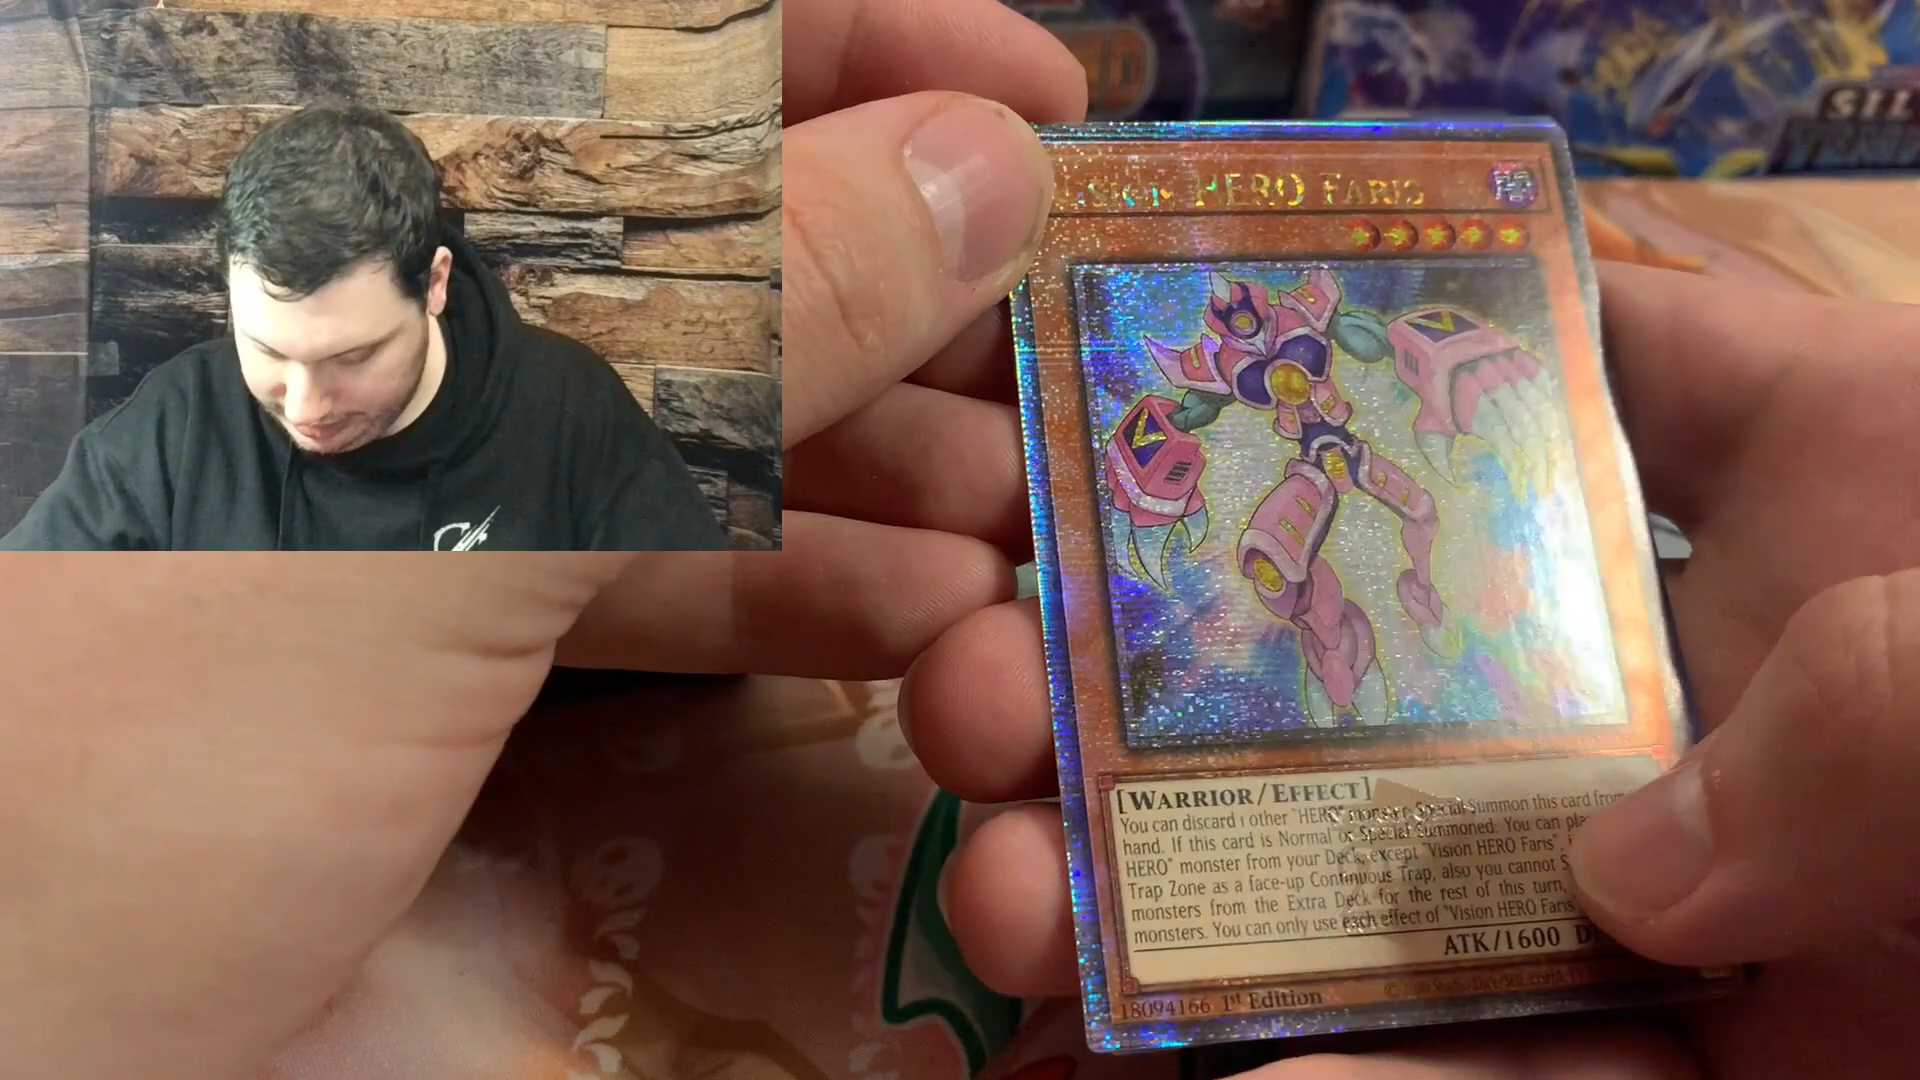 SIL
HERO FARIS
[WARRIOR/EFFECT]
You can discard 1 other "HERO" monster; Special Summon this card from
hand. If this card is Normal or Special Summoned: You can
HERO" monster from your Deck, except "Vision HERO Faris",
Trap Zone as a face-up Continuous Trap, also you cannot
monsters from the Extra Deck for the rest of this turn,
monsters. You can only use each effect of "Vision HERO Faris"
ATK/1600
18094166 1st Edition